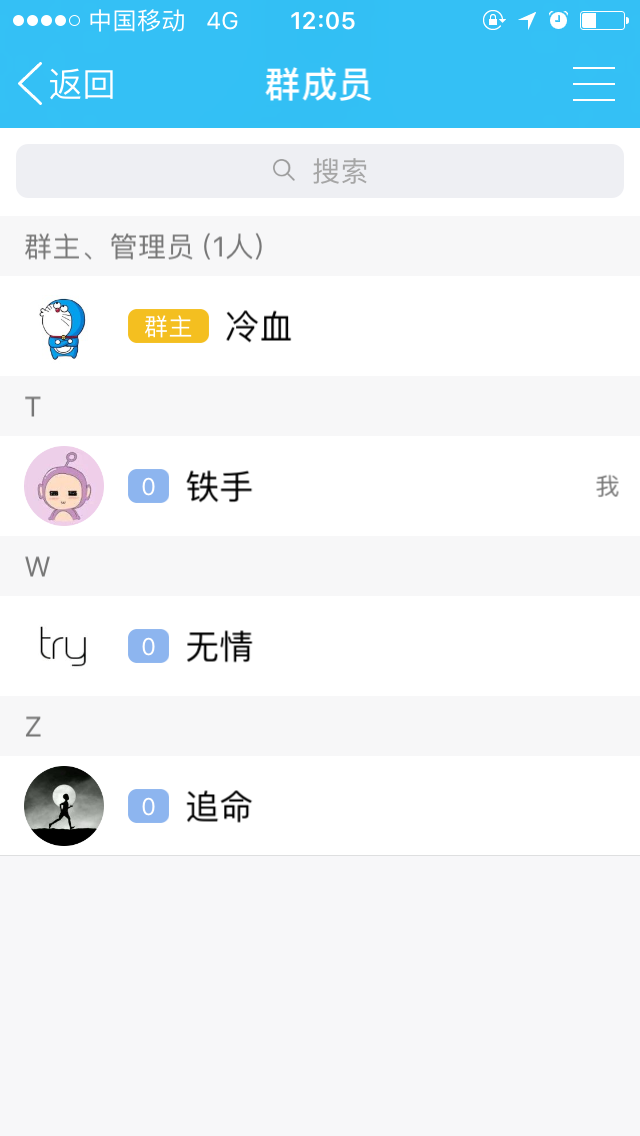 中国移动 4G 12:05
返回 群成员
搜索
群主、管理员 (1人)
群主 冷血
T
0 铁手 我
W
try 0 无情
Z
0 追命